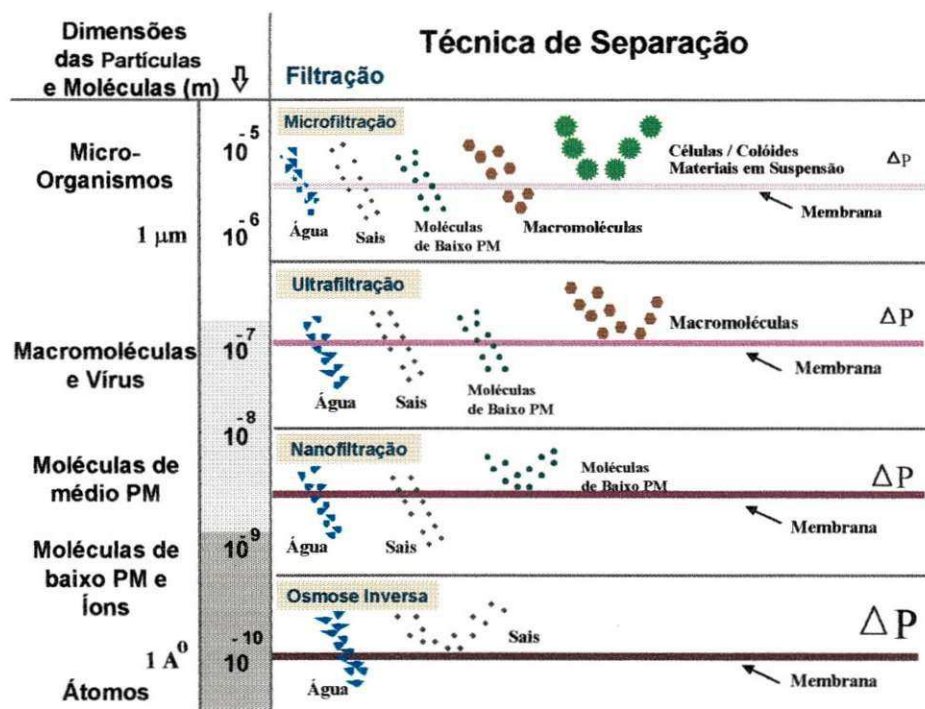 Dimensões
das Partículas
e Moléculas (m)
Técnica de Separação
Filtração
Micro-
Organismos
1 μm
10⁻⁵
10⁻⁶
Microfiltração
Células / Colóides
Materiais em Suspensão
ΔP
Membrana
Água
Sais
Moléculas
de Baixo PM
Macromoléculas
Macromoléculas
e Vírus
10⁻⁷
10⁻⁸
Ultrafiltração
Macromoléculas
ΔP
Membrana
Água
Sais
Moléculas
de Baixo PM
Moléculas de
médio PM
10⁻⁹
Nanofiltração
Moléculas
de Baixo PM
ΔP
Membrana
Água
Sais
Moléculas de
baixo PM e
Íons
1 A⁰
Átomos
10⁻¹⁰
Osmose Inversa
Sais
ΔP
Membrana
Água